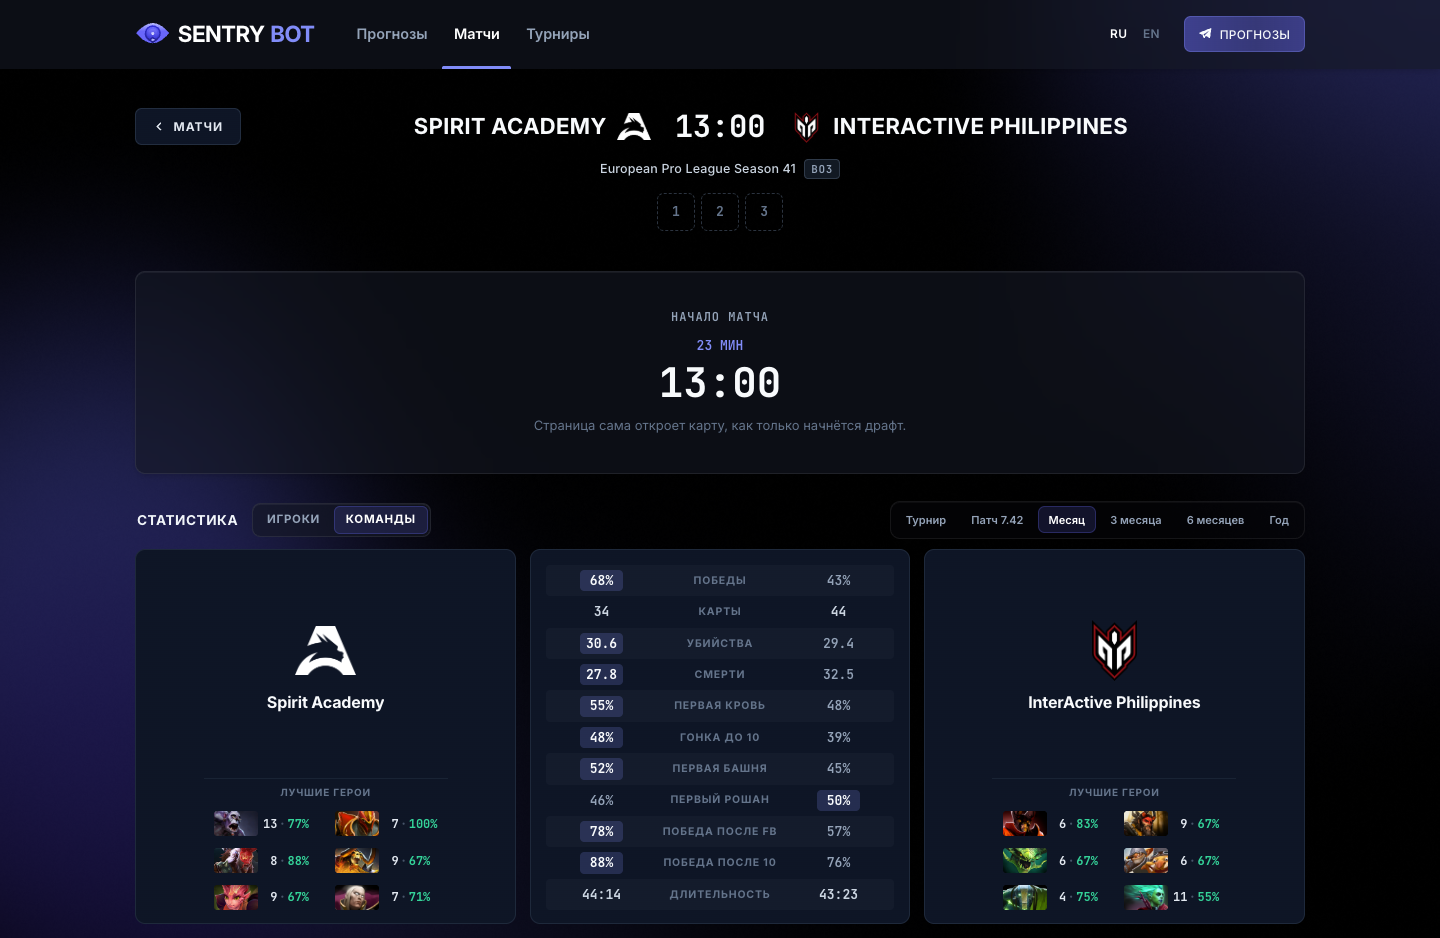 SENTRY BOT Прогнозы Матчи Турниры RU EN ПРОГНОЗЫ
МАТЧИ
SPIRIT ACADEMY 13:00 INTERACTIVE PHILIPPINES
European Pro League Season 41 BO3
1 2 3
НАЧАЛО МАТЧА
23 МИН
13:00
Страница сама откроет карту, как только начнётся драфт.
СТАТИСТИКА ИГРОКИ КОМАНДЫ Турнир Патч 7.42 Месяц 3 месяца 6 месяцев Год
Spirit Academy
ЛУЧШИЕ ГЕРОИ
13 · 77% 7 · 100%
8 · 88% 9 · 67%
9 · 67% 7 · 71%
68% ПОБЕДЫ 43%
34 КАРТЫ 44
30.6 УБИЙСТВА 29.4
27.8 СМЕРТИ 32.5
55% ПЕРВАЯ КРОВЬ 48%
48% ГОНКА ДО 10 39%
52% ПЕРВАЯ БАШНЯ 45%
46% ПЕРВЫЙ РОШАН 50%
78% ПОБЕДА ПОСЛЕ FB 57%
88% ПОБЕДА ПОСЛЕ 10 76%
44:14 ДЛИТЕЛЬНОСТЬ 43:23
InterActive Philippines
ЛУЧШИЕ ГЕРОИ
6 · 83% 9 · 67%
6 · 67% 6 · 67%
4 · 75% 11 · 55%